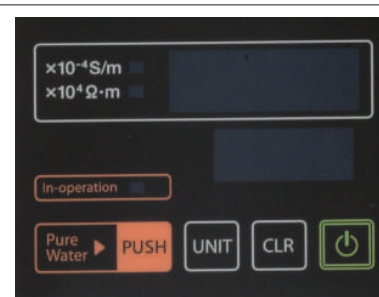 ×10⁻⁴S/m
×10⁴Ω·m
In-operation
Pure Water ▶ PUSH UNIT CLR